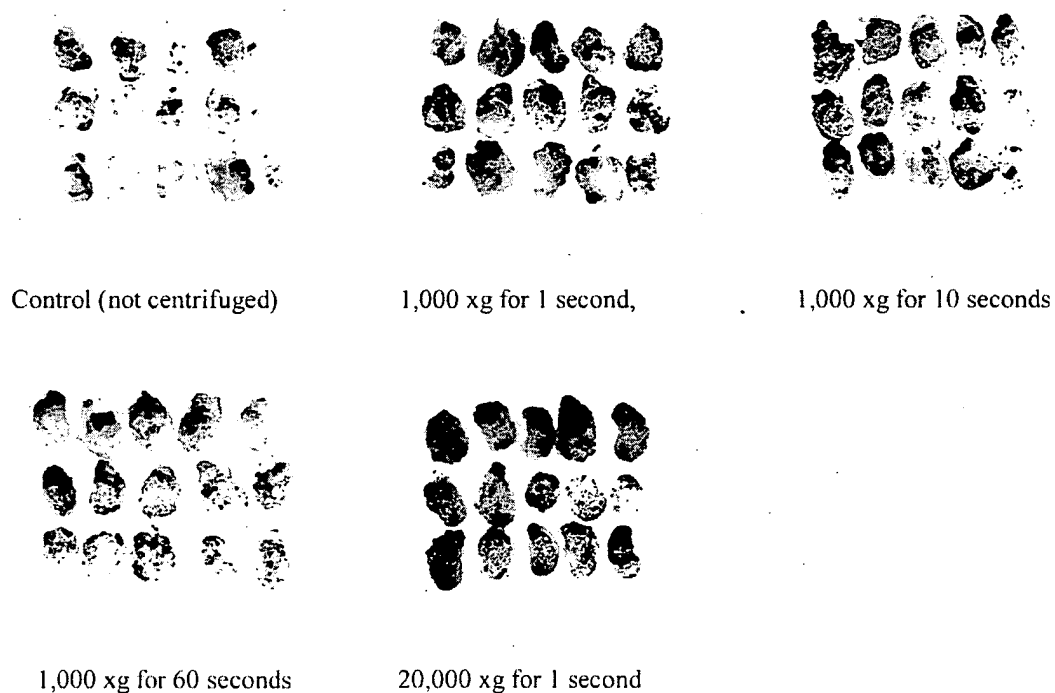 Control (not centrifuged)
1,000 xg for 1 second,
1,000 xg for 10 seconds
1,000 xg for 60 seconds
20,000 xg for 1 second